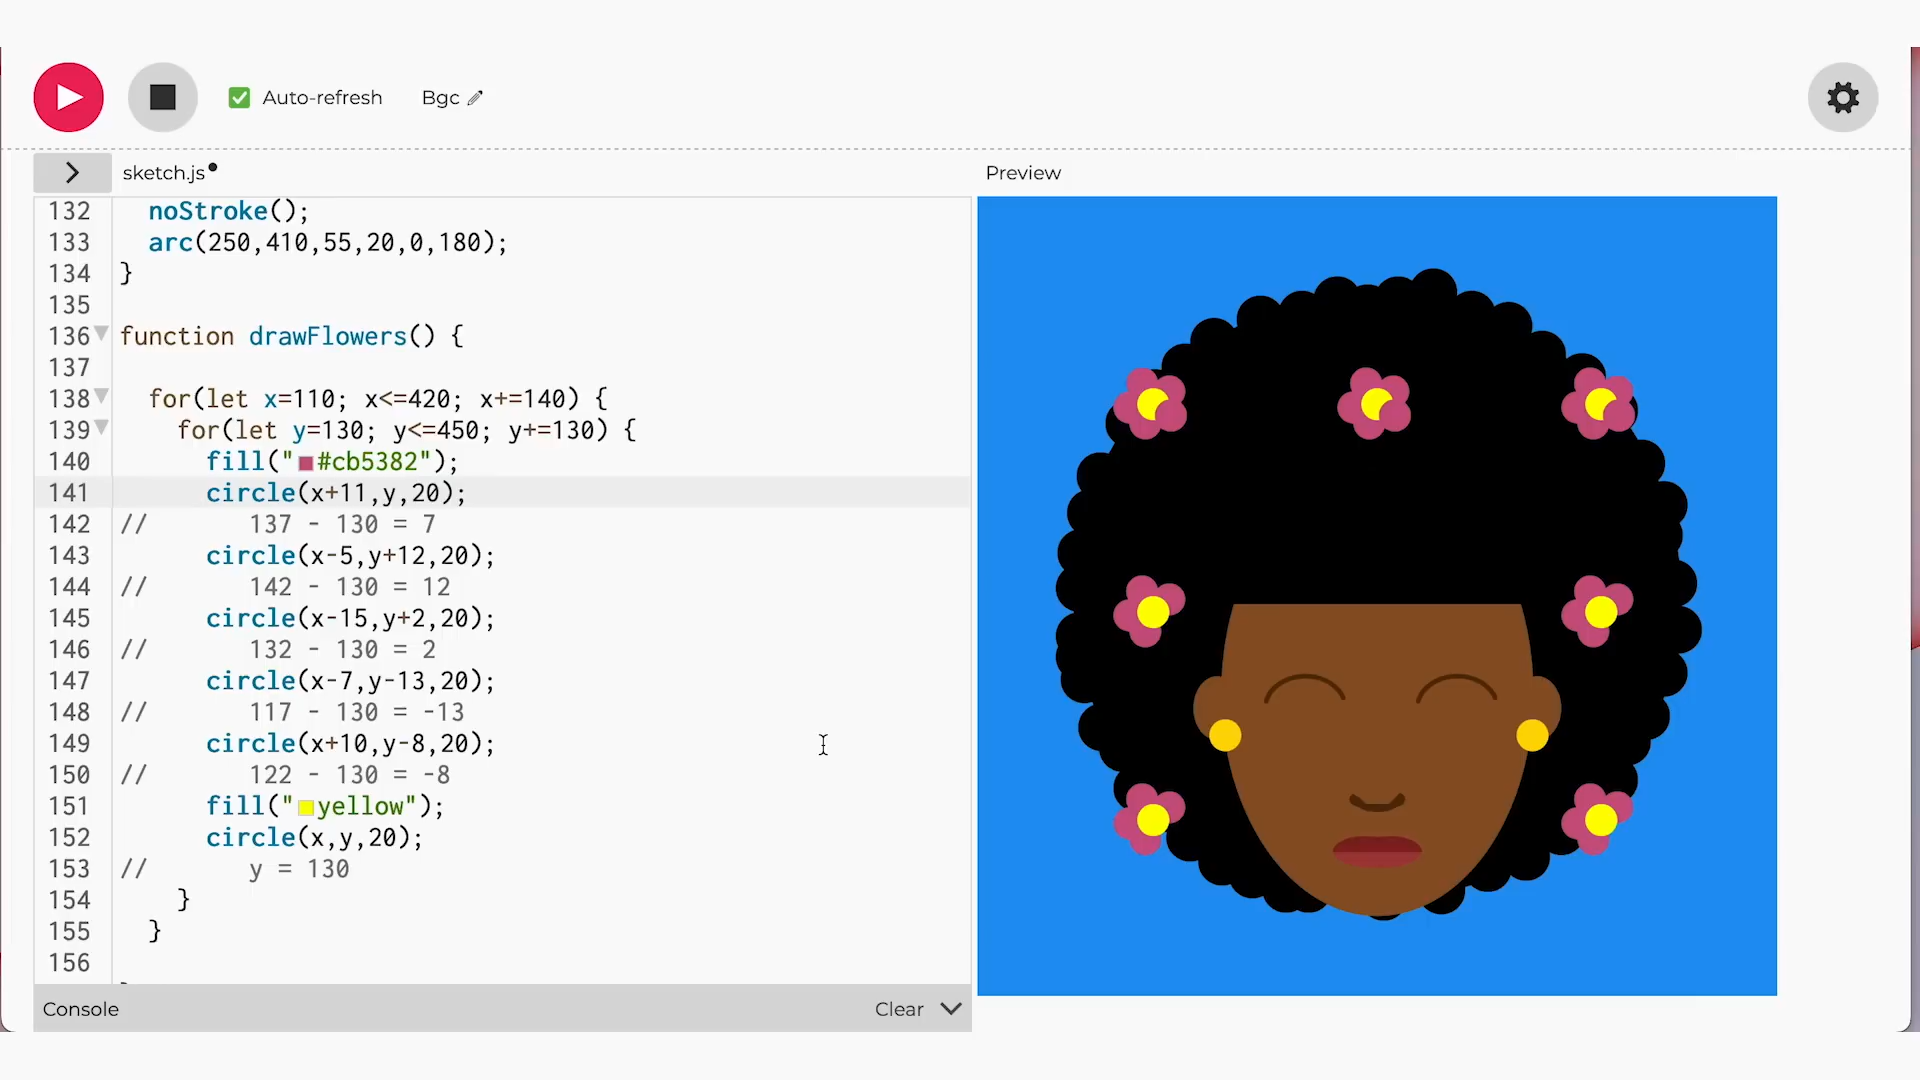 Auto-refresh
Bgc
sketch.js
Preview
132 noStroke();
133 arc(250,410,55,20,0,180);
134 }
135
136 function drawFlowers() {
137
138 for(let x=110; x<=420; x+=140) {
139 for(let y=130; y<=450; y+=130) {
140 fill("#cb5382");
141 circle(x+11,y,20);
142 // 137 - 130 = 7
143 circle(x-5,y+12,20);
144 // 142 - 130 = 12
145 circle(x-15,y+2,20);
146 // 132 - 130 = 2
147 circle(x-7,y-13,20);
148 // 117 - 130 = -13
149 circle(x+10,y-8,20);
150 // 122 - 130 = -8
151 fill("yellow");
152 circle(x,y,20);
153 // y = 130
154 }
155 }
156
Console
Clear